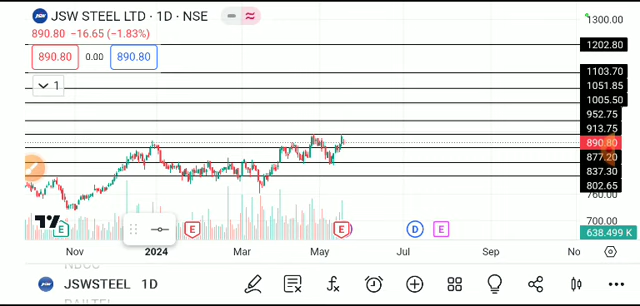 JSW STEEL LTD · 1D · NSE
890.80 −16.65 (−1.83%)
890.80 0.00 890.80
1
1300.00
1202.80
1103.70
1051.85
1005.50
952.75
913.75
890.80
877.20
837.30
802.65
760.00
700.00
638.499 K
E E E D E
Nov 2024 Mar May Jul Sep No
JSWSTEEL 1D